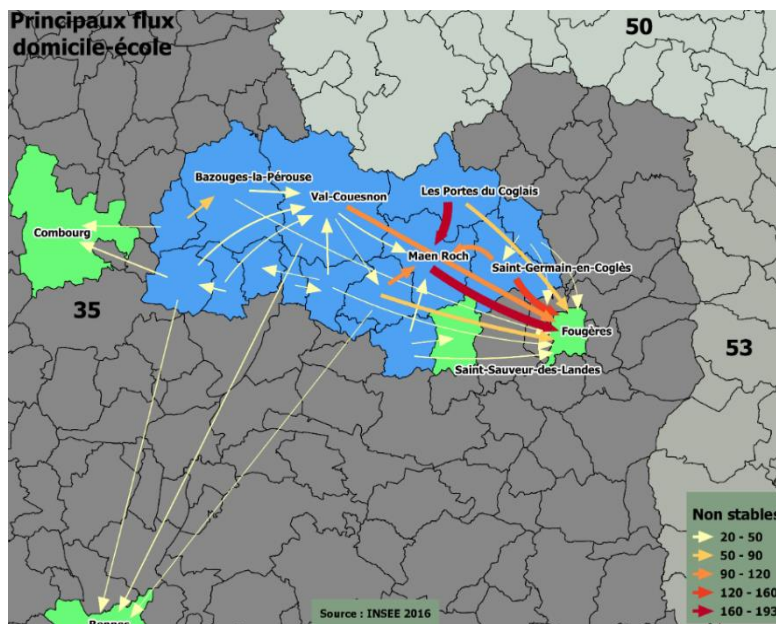 Principaux flux
domicile-école
50
Bazouges-la-Pérouse
Val-Couesnon
Les Portes du Coglais
Combourg
Maen Roch
Saint-Germain-en-Coglès
35
Fougères
53
Saint-Sauveur-des-Landes
Non stables
20 - 50
50 - 90
90 - 120
120 - 160
160 - 193
Source : INSEE 2016
Rennes